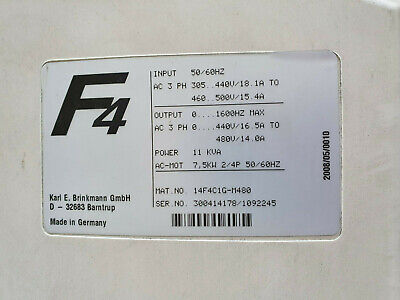 F4
INPUT 50/60HZ
AC 3 PH 305..440V/18.1A TO
460..500V/15.4A
OUTPUT 0....1600HZ MAX
AC 3 PH 0....440V/16.5A TO
480V/14.0A
POWER 11 KVA
AC-MOT 7,5KW 2/4P 50/60HZ
MAT.NO. 14F4C1G-M480
SER.NO. 300414178/1092245
Karl E. Brinkmann GmbH
D – 32683 Barntrup
Made in Germany
2008/05/0010